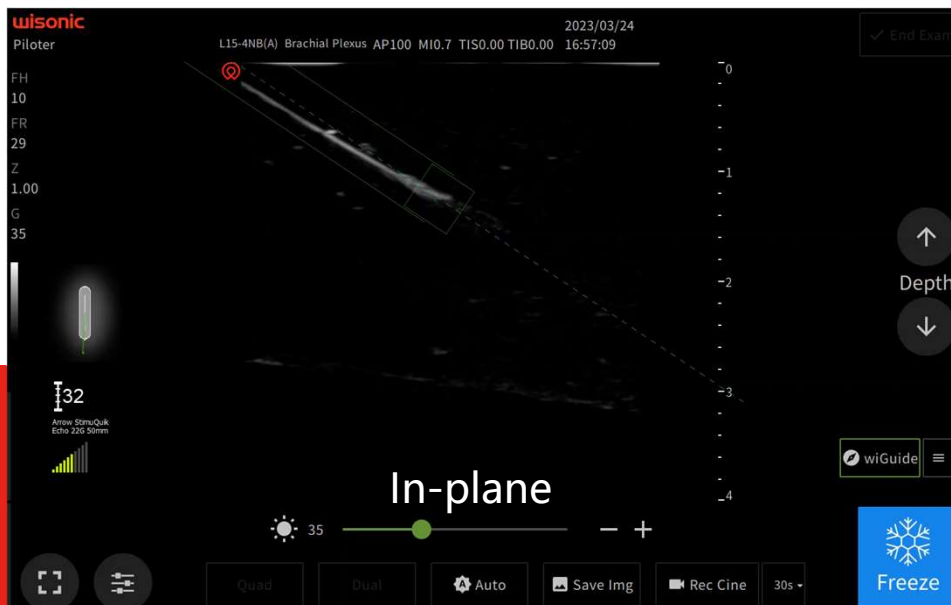 wisonic
Piloter
L15-4NB(A) Brachial Plexus AP100 MI0.7 TIS0.00 TIB0.00
2023/03/24
16:57:09
End Exam
FH
10
FR
29
Z
1.00
G
35
0
1
2
3
4
Depth
32
Arrow StimuQuik
Echo 22G 50mm
wiGuide
In-plane
35
Quad
Dual
Auto
Save Img
Rec Cine
30s
Freeze